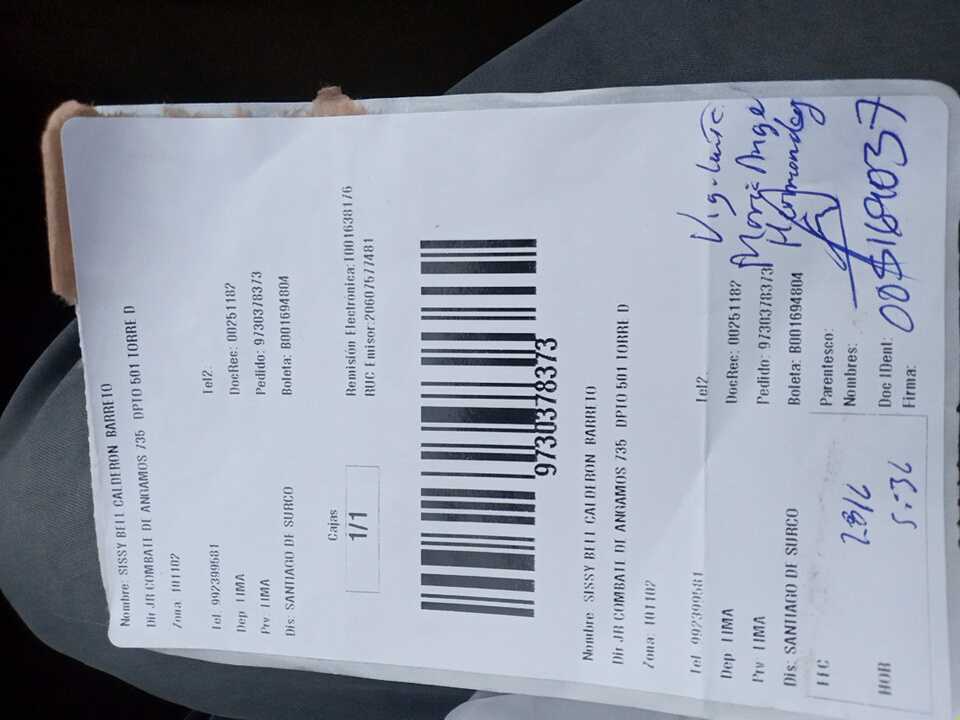 Nombre: SISSY BELL CALDERON BARRETO
Dir JR COMBATE DE ANGAMOS 735 DPTO 501 TORRE D
Zona 101102
Tel 992399581 Tel2.
Dep LIMA DocRec: 00251182
Prv LIMA Pedido: 9730378373
Dis: SANTIAGO DE SURCO Boleta: B001694804
Cajas
1/1
Remisión Electrónica:T001638176
RUC Emisor:20607577481
9730378373
Nombre SISSY BELL CALDERON BARRETO
Dir JR COMBATE DE ANGAMOS 735 DPTO 501 TORRE D
Zona: 101102
Tel 992399581 Tel2.
Dep LIMA DocRec: 00251182
Prv LIMA Pedido: 9730378373
Dis: SANTIAGO DE SURCO Boleta: B001694804
FEC 28/6
HOR 5:36
Parentesco: Vigilante
Nombres:
Doc IDent:
Firma: